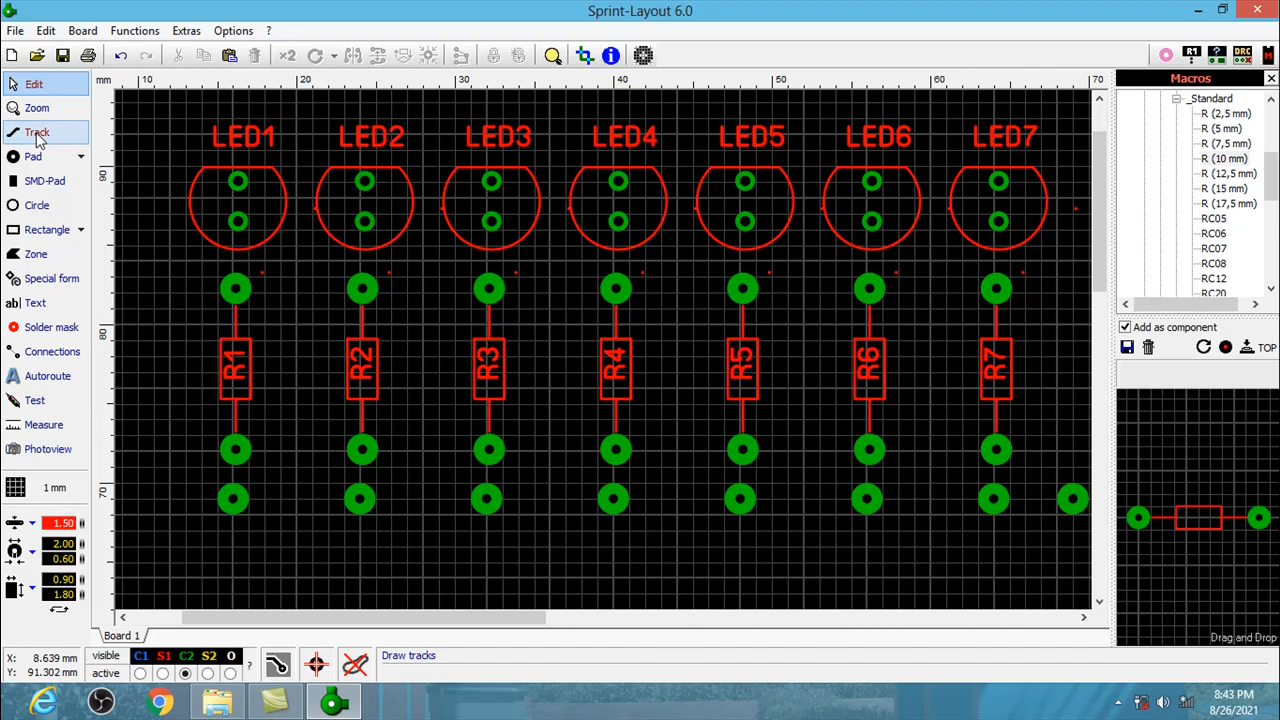 Sprint-Layout 6.0
File Edit Board Functions Extras Options ?
×2
R1 ? DRC M
Edit
Zoom
Track
Pad
SMD-Pad
Circle
Rectangle
Zone
Special form
ab| Text
Solder mask
Connections
Autoroute
Test
Measure
Photoview
1 mm
1.50
2.00
0.60
0.90
1.80
mm 10 20 30 40 50 60 70
90
80
70
LED1 LED2 LED3 LED4 LED5 LED6 LED7
R1 R2 R3 R4 R5 R6 R7
Macros
_Standard
R (2,5 mm)
R (5 mm)
R (7,5 mm)
R (10 mm)
R (12,5 mm)
R (15 mm)
R (17,5 mm)
RC05
RC06
RC07
RC08
RC12
RC20
Add as component
TOP
Drag and Drop
Board 1
X: 8.639 mm
Y: 91.302 mm
visible C1 S1 C2 S2 O
active
?
Draw tracks
8:43 PM
8/26/2021